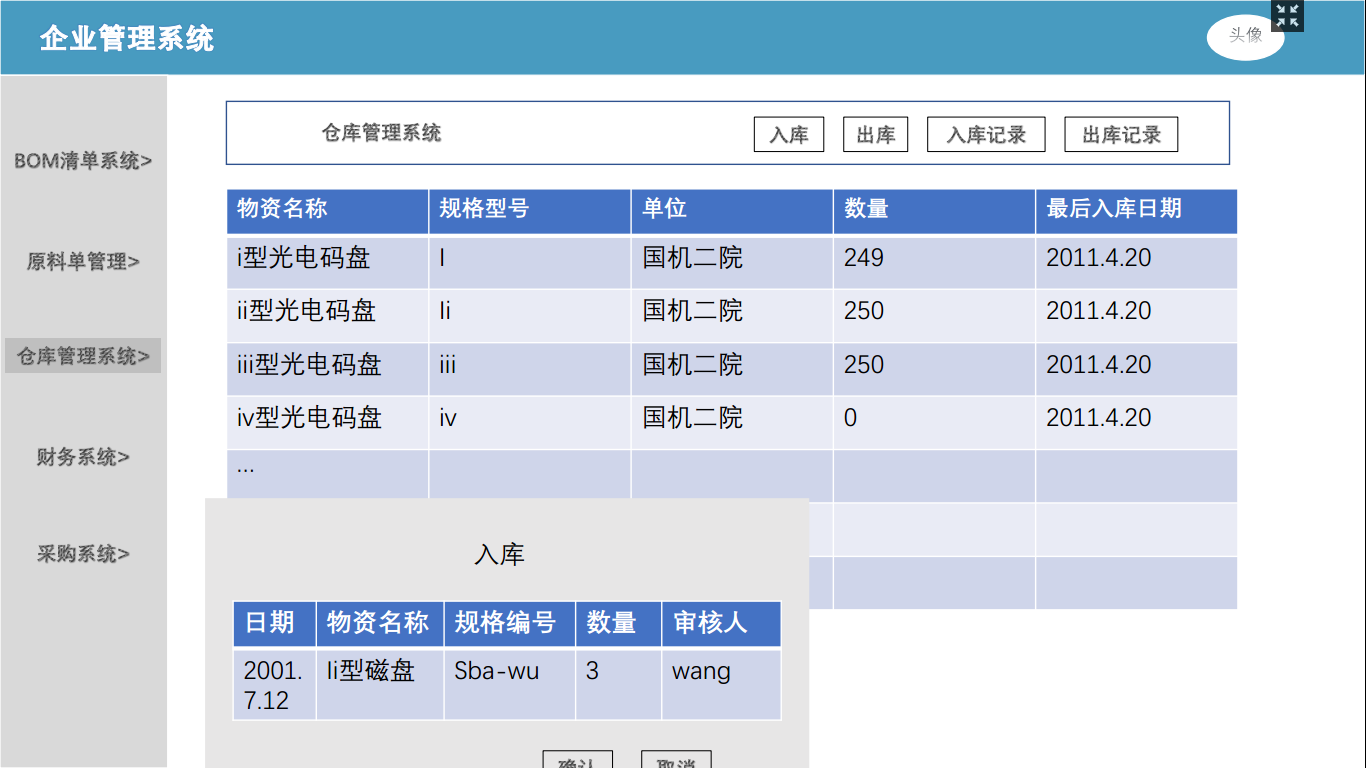 企业管理系统
头像
BOM清单系统>
原料单管理>
仓库管理系统>
财务系统>
采购系统>
仓库管理系统 入库 出库 入库记录 出库记录
物资名称 规格型号 单位 数量 最后入库日期
i型光电码盘 I 国机二院 249 2011.4.20
ii型光电码盘 Ii 国机二院 250 2011.4.20
iii型光电码盘 iii 国机二院 250 2011.4.20
iv型光电码盘 iv 国机二院 0 2011.4.20
...
入库
日期 物资名称 规格编号 数量 审核人
2001. Ii型磁盘 Sba-wu 3 wang
7.12
确认 取消